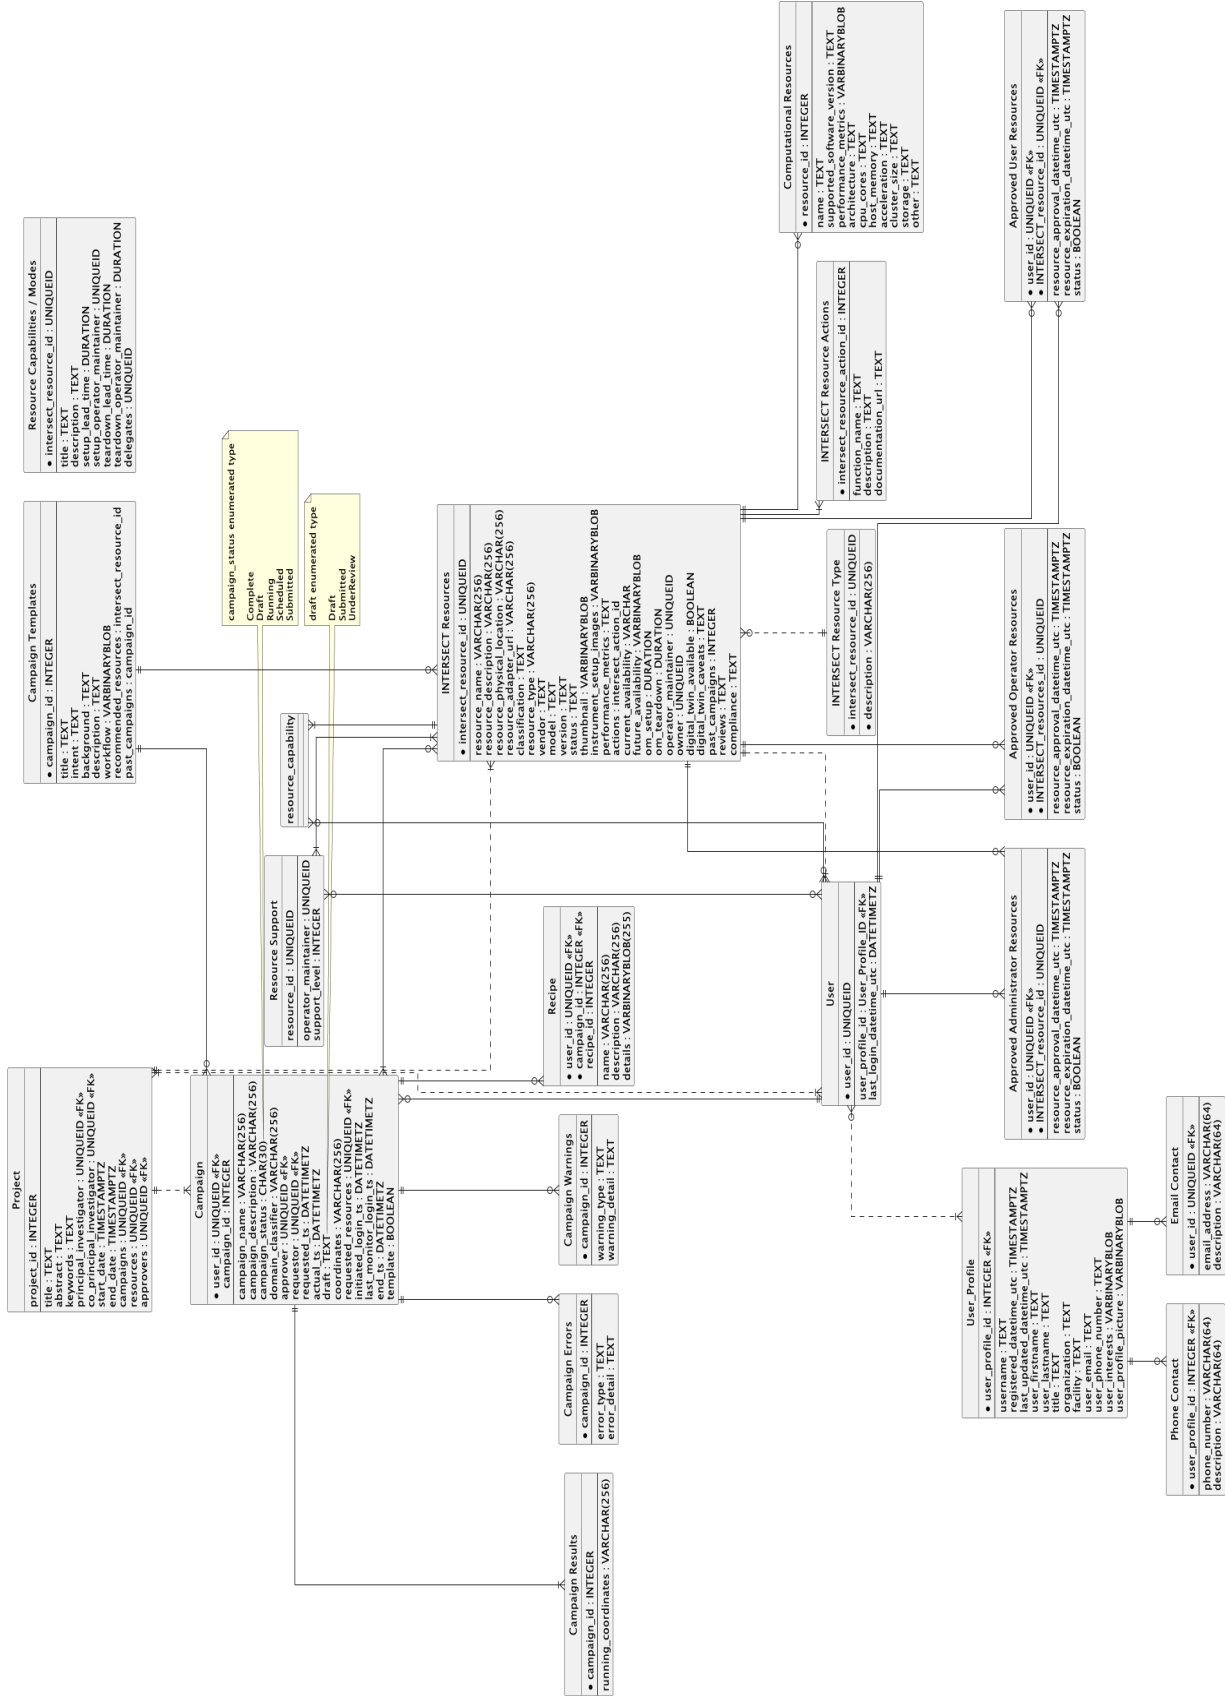 Project
project_id : INTEGER
title : TEXT
abstract : TEXT
keywords : TEXT
principal_investigator : UNIQUEID «FK»
co_principal_investigator : UNIQUEID «FK»
start_date : TIMESTAMPTZ
end_date : TIMESTAMPTZ
campaigns : UNIQUEID «FK»
resources : UNIQUEID «FK»
approvers : UNIQUEID «FK»
Campaign Templates
● campaign_id : INTEGER
title : TEXT
intent : TEXT
background : TEXT
description : TEXT
workflow : VARBINARYBLOB
recommended_resources : intersect_resource_id
past_campaigns : campaign_id
Resource Capabilities / Modes
● intersect_resource_id : UNIQUEID
title : TEXT
description : TEXT
setup_lead_time : DURATION
setup_operator_maintainer : UNIQUEID
teardown_lead_time : DURATION
teardown_operator_maintainer : DURATION
delegates : UNIQUEID
Campaign
● user_id : UNIQUEID «FK»
campaign_id : INTEGER
campaign_name : VARCHAR(256)
campaign_description : VARCHAR(256)
campaign_status : CHAR(30)
domain_classifier : VARCHAR(256)
approver : UNIQUEID «FK»
requestor : UNIQUEID «FK»
requested_ts : DATETIMETZ
actual_ts : DATETIMETZ
draft : TEXT
coordinates : VARCHAR(256)
requested_resources : UNIQUEID «FK»
initiated_login_ts : DATETIMETZ
last_monitor_login_ts : DATETIMETZ
end_ts : DATETIMETZ
template : BOOLEAN
campaign_status enumerated type
Complete
Draft
Running
Scheduled
Submitted
draft enumerated type
Draft
Submitted
UnderReview
Resource Support
resource_id : UNIQUEID
operator_maintainer : UNIQUEID
support_level : INTEGER
resource_capability
INTERSECT Resources
● intersect_resource_id : UNIQUEID
resource_name : VARCHAR(256)
resource_description : VARCHAR(256)
resource_physical_location : VARCHAR(256)
resource_adapter_url : VARCHAR(256)
classification : TEXT
resource_type : VARCHAR(256)
vendor : TEXT
model : TEXT
version : TEXT
status : TEXT
thumbnail : VARBINARYBLOB
instrument_setup_images : VARBINARYBLOB
performance_metrics : TEXT
actions : intersect_action_id
current_availability : VARCHAR
future_availability : VARBINARYBLOB
om_setup : DURATION
om_teardown : DURATION
operator_maintainer : UNIQUEID
owner : UNIQUEID
digital_twin_available : BOOLEAN
digital_twin_caveats : TEXT
past_campaigns : INTEGER
reviews : TEXT
compliance : TEXT
Campaign Results
● campaign_id : INTEGER
running_coordinates : VARCHAR(256)
Campaign Errors
● campaign_id : INTEGER
error_type : TEXT
error_detail : TEXT
Campaign Warnings
● campaign_id : INTEGER
warning_type : TEXT
warning_detail : TEXT
Recipe
● user_id : UNIQUEID «FK»
● campaign_id : INTEGER «FK»
recipe_id : INTEGER
name : VARCHAR(256)
description : VARCHAR(256)
details : VARBINARYBLOB(255)
Computational Resources
● resource_id : INTEGER
name : TEXT
supported_software_version : TEXT
performance_metrics : VARBINARYBLOB
architecture : TEXT
cpu_cores : TEXT
host_memory : TEXT
acceleration : TEXT
cluster_size : TEXT
storage : TEXT
other : TEXT
INTERSECT Resource Actions
● intersect_resource_action_id : INTEGER
function_name : TEXT
description : TEXT
documentation_url : TEXT
INTERSECT Resource Type
● intersect_resource_id : UNIQUEID
● description : VARCHAR(256)
User
● user_id : UNIQUEID
user_profile_id : User_Profile_ID «FK»
last_login_datetime_utc : DATETIMETZ
User_Profile
● user_profile_id : INTEGER «FK»
username : TEXT
registered_datetime_utc : TIMESTAMPTZ
last_updated_datetime_utc : TIMESTAMPTZ
user_firstname : TEXT
user_lastname : TEXT
title : TEXT
organization : TEXT
facility : TEXT
user_email : TEXT
user_phone_number : TEXT
user_interests : VARBINARYBLOB
user_profile_picture : VARBINARYBLOB
Approved Administrator Resources
● user_id : UNIQUEID «FK»
● INTERSECT_resource_id : UNIQUEID
resource_approval_datetime_utc : TIMESTAMPTZ
resource_expiration_datetime_utc : TIMESTAMPTZ
status : BOOLEAN
Approved Operator Resources
● user_id : UNIQUEID «FK»
● INTERSECT_resources_id : UNIQUEID
resource_approval_datetime_utc : TIMESTAMPTZ
resource_expiration_datetime_utc : TIMESTAMPTZ
status : BOOLEAN
Approved User Resources
● user_id : UNIQUEID «FK»
● INTERSECT_resource_id : UNIQUEID «FK»
resource_approval_datetime_utc : TIMESTAMPTZ
resource_expiration_datetime_utc : TIMESTAMPTZ
status : BOOLEAN
Phone Contact
● user_profile_id : INTEGER «FK»
phone_number : VARCHAR(64)
description : VARCHAR(64)
Email Contact
● user_id : UNIQUEID «FK»
email_address : VARCHAR(64)
description : VARCHAR(64)